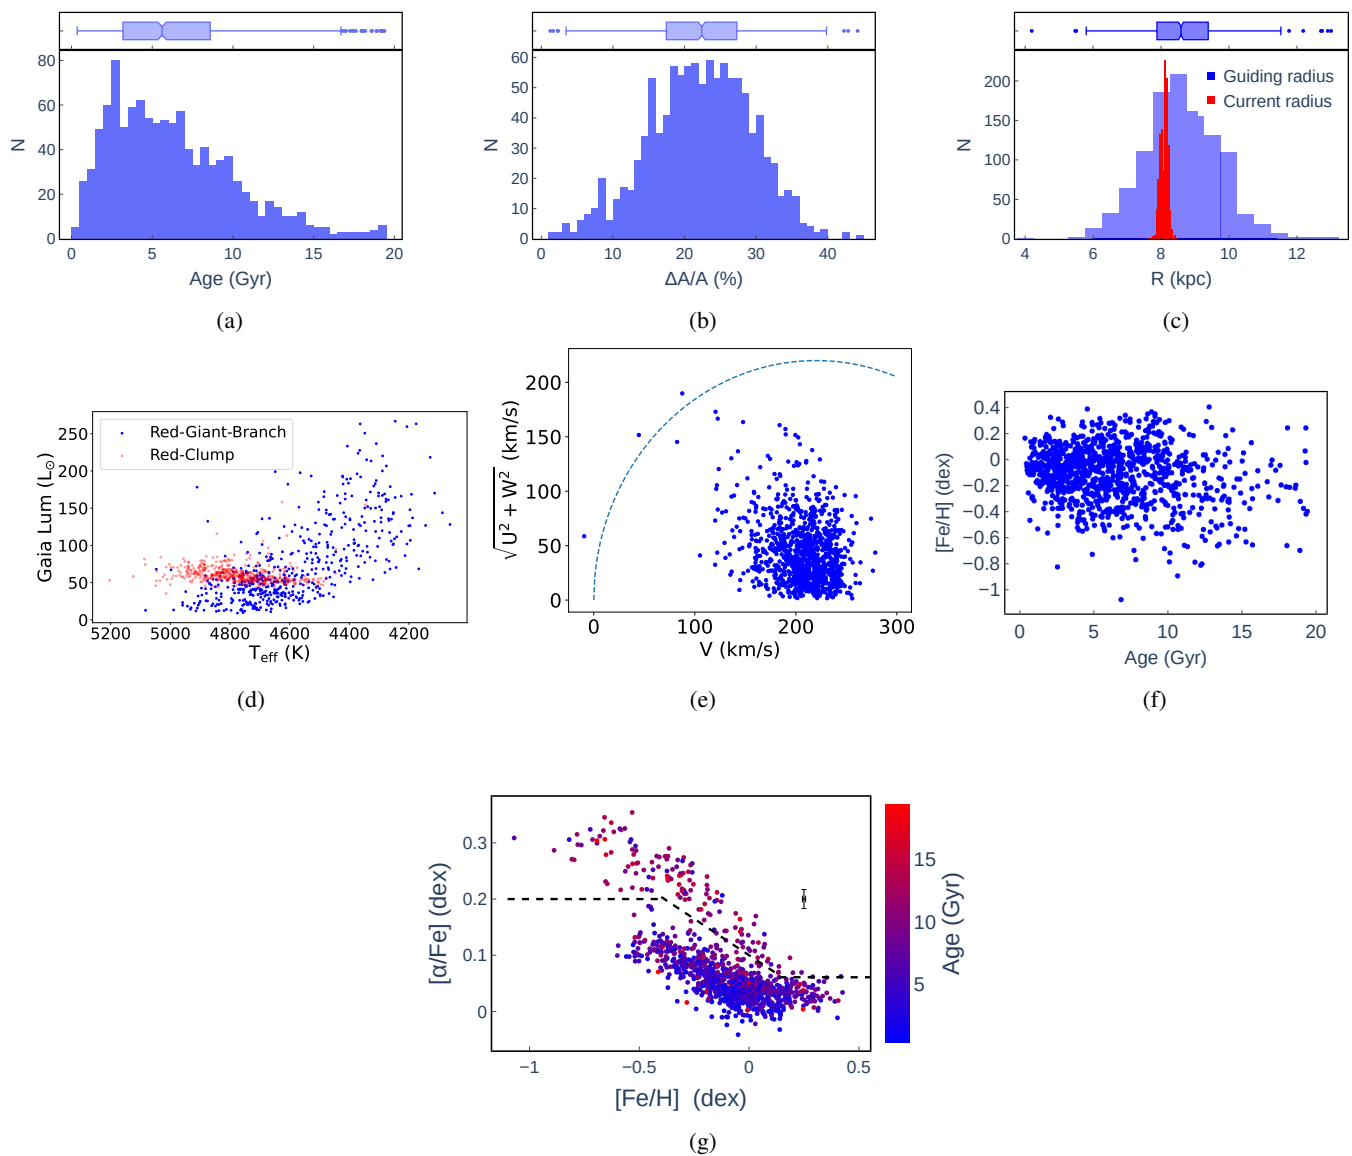 N
80
60
40
20
0
0 5 10 15 20
Age (Gyr)
(a)
N
60
50
40
30
20
10
0
0 10 20 30 40
ΔA/A (%)
(b)
N
200
150
100
50
0
Guiding radius
Current radius
4 6 8 10 12
R (kpc)
(c)
Gaia Lum (L⊙)
250
200
150
100
50
0
Red-Giant-Branch
Red-Clump
5200 5000 4800 4600 4400 4200
Teff (K)
(d)
√U² + W² (km/s)
200
150
100
50
0
0 100 200 300
V (km/s)
(e)
[Fe/H] (dex)
0.4
0.2
0
−0.2
−0.4
−0.6
−0.8
−1
0 5 10 15 20
Age (Gyr)
(f)
[α/Fe] (dex)
0.3
0.2
0.1
0
−1 −0.5 0 0.5
[Fe/H] (dex)
15
10
5
Age (Gyr)
(g)